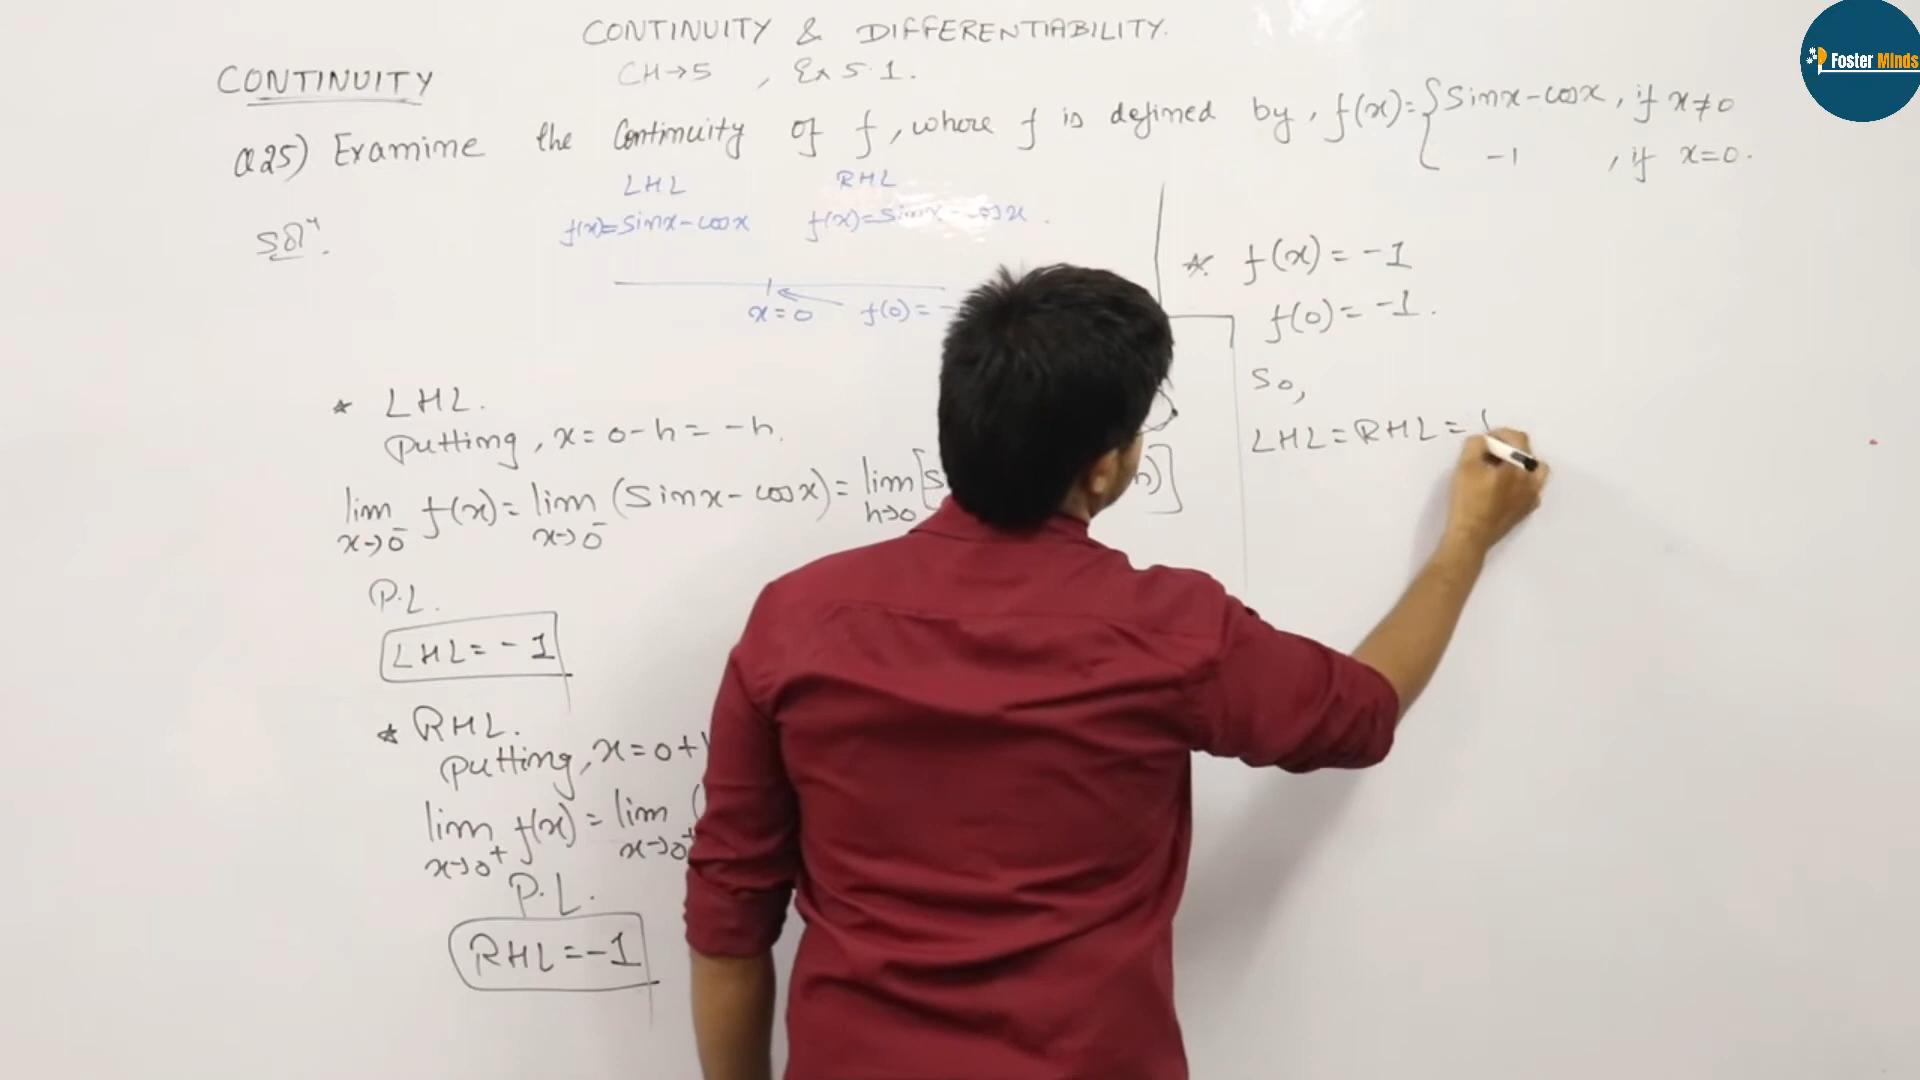 CONTINUITY & DIFFERENTIABILITY.
CH→5 , Ex 5.1.
CONTINUITY
Foster Minds
Q25) Examine the Continuity of f, where f is defined by, f(x)= { sinx-cosx, if x≠0
-1 , if x=0.
LHL RHL
f(x)=sinx-cosx f(x)=sinx-cosx.
Solⁿ.
x=0 f(0)=-
* LHL.
Putting, x=0-h=-h.
lim x→0⁻ f(x)= lim x→0⁻ (sinx-cosx)= lim h→0 [s h)]
P.L.
LHL=-1
* RHL.
Putting, x=0+
lim x→0⁺ f(x)= lim x→0⁺ (
P.L.
RHL=-1
* f(x)=-1
f(0)=-1.
So,
LHL=RHL=